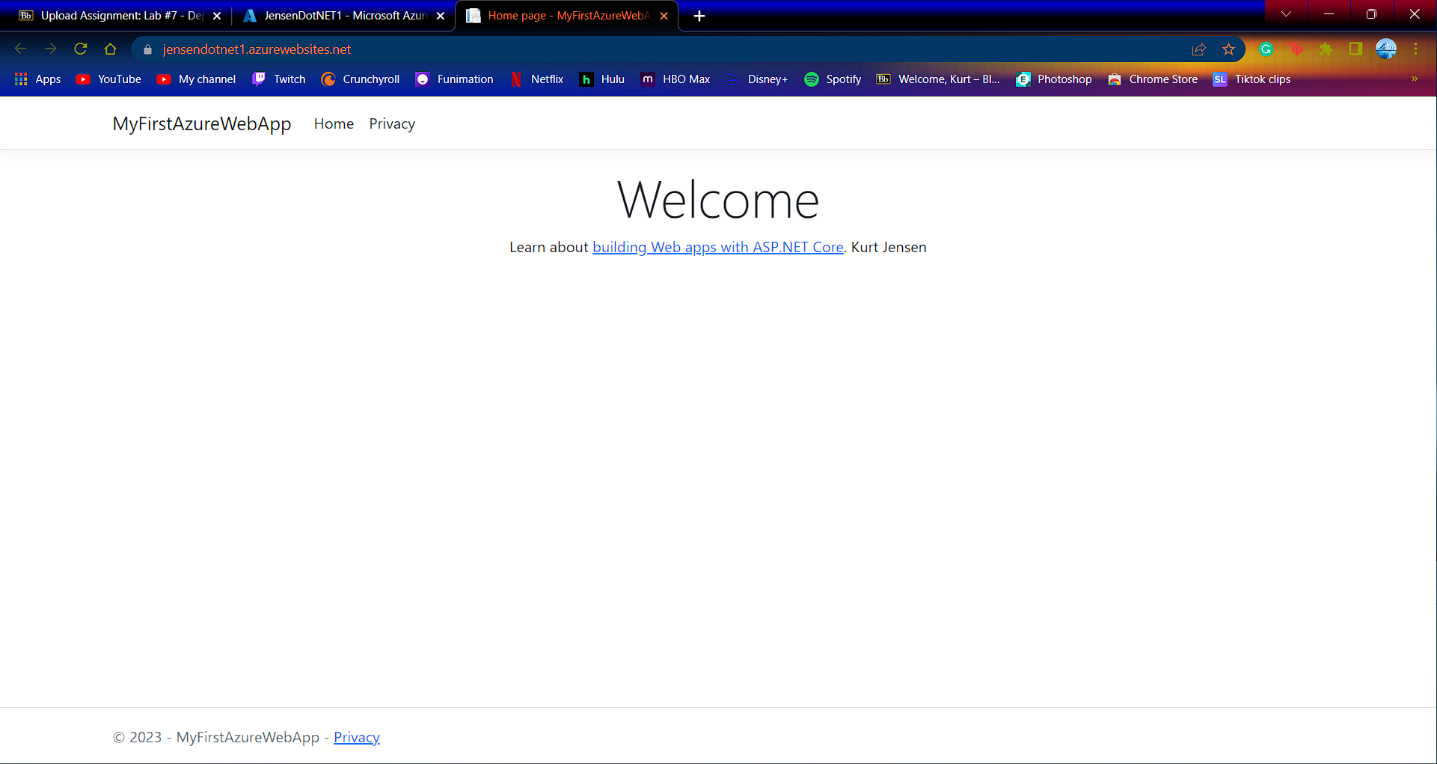 Upload Assignment: Lab #7 - Dep
JensenDotNET1 - Microsoft Azur
Home page - MyFirstAzureWebA
jensendotnet1.azurewebsites.net
Apps YouTube My channel Twitch Crunchyroll Funimation Netflix Hulu HBO Max Disney+ Spotify Welcome, Kurt – Bl... Photoshop Chrome Store Tiktok clips »
MyFirstAzureWebApp Home Privacy
Welcome
Learn about building Web apps with ASP.NET Core. Kurt Jensen
© 2023 - MyFirstAzureWebApp - Privacy